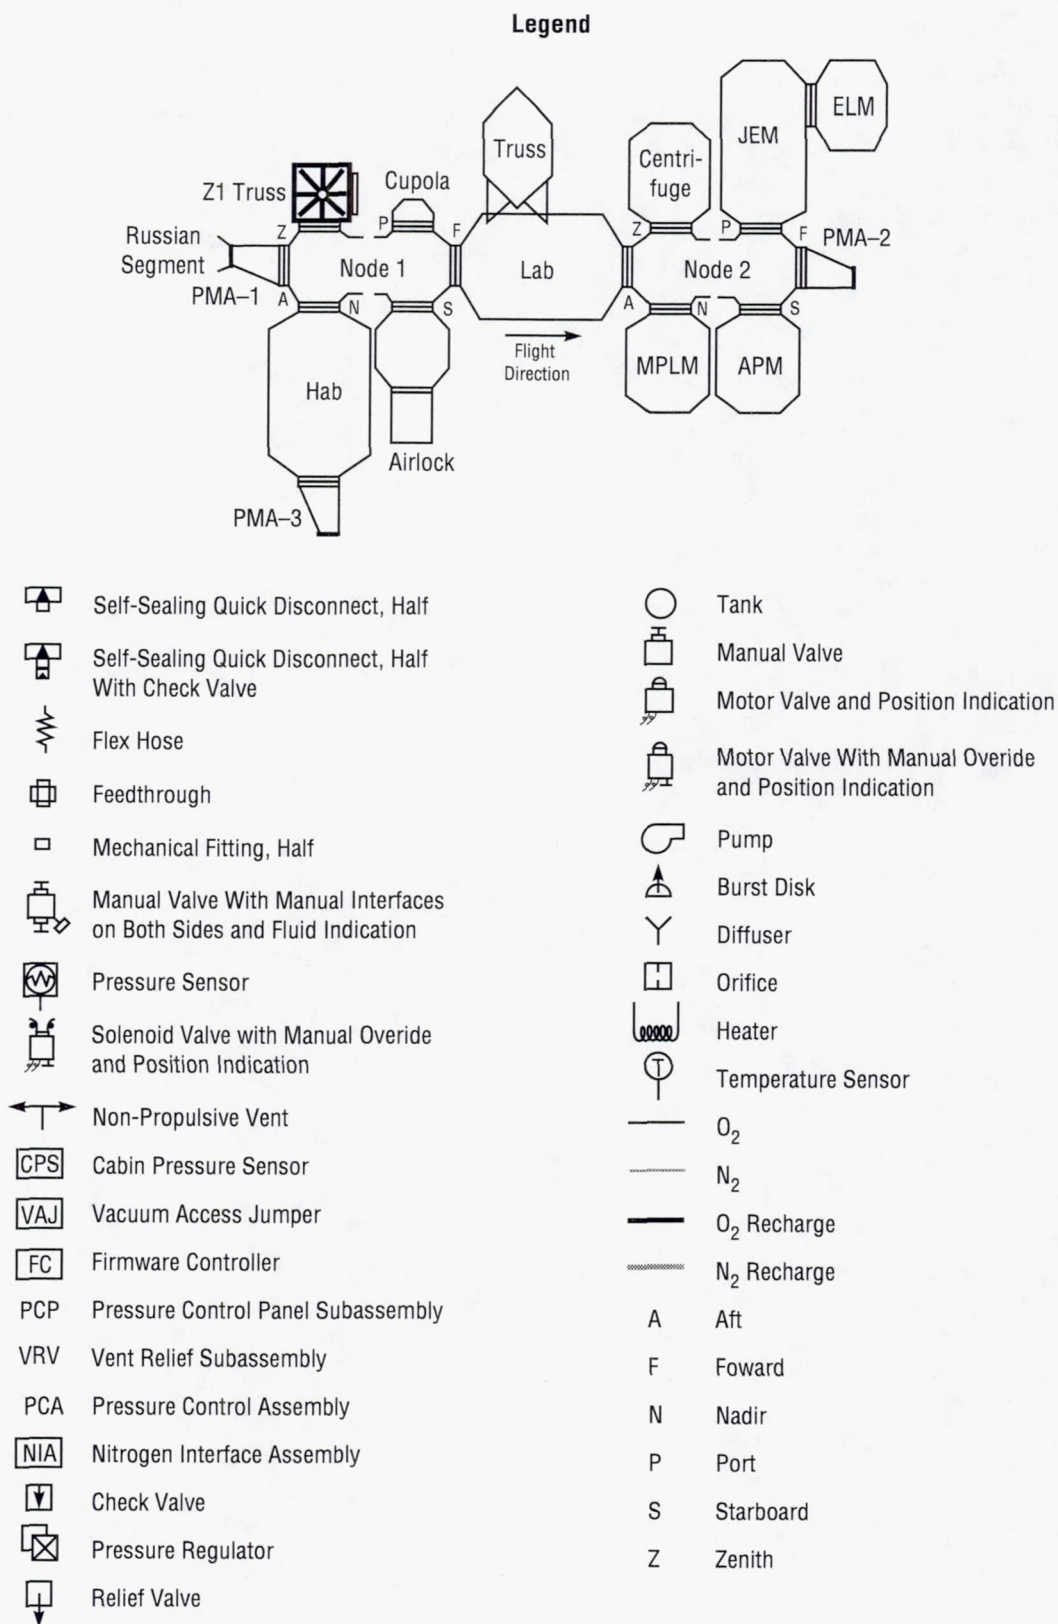 Legend
ELM
JEM
Truss
Centri-
fuge
Z1 Truss
Cupola
Z
P
F
Z
P
F
PMA–2
Russian
Segment
Node 1
Lab
Node 2
PMA–1
A
N
S
A
N
S
Flight
Direction
MPLM
APM
Hab
Airlock
PMA–3
Self-Sealing Quick Disconnect, Half
Self-Sealing Quick Disconnect, Half
With Check Valve
Flex Hose
Feedthrough
Mechanical Fitting, Half
Manual Valve With Manual Interfaces
on Both Sides and Fluid Indication
Pressure Sensor
Solenoid Valve with Manual Overide
and Position Indication
Non-Propulsive Vent
CPS Cabin Pressure Sensor
VAJ Vacuum Access Jumper
FC Firmware Controller
PCP Pressure Control Panel Subassembly
VRV Vent Relief Subassembly
PCA Pressure Control Assembly
NIA Nitrogen Interface Assembly
Check Valve
Pressure Regulator
Relief Valve
Tank
Manual Valve
Motor Valve and Position Indication
Motor Valve With Manual Overide
and Position Indication
Pump
Burst Disk
Diffuser
Orifice
Heater
T Temperature Sensor
O2
N2
O2 Recharge
N2 Recharge
A Aft
F Foward
N Nadir
P Port
S Starboard
Z Zenith